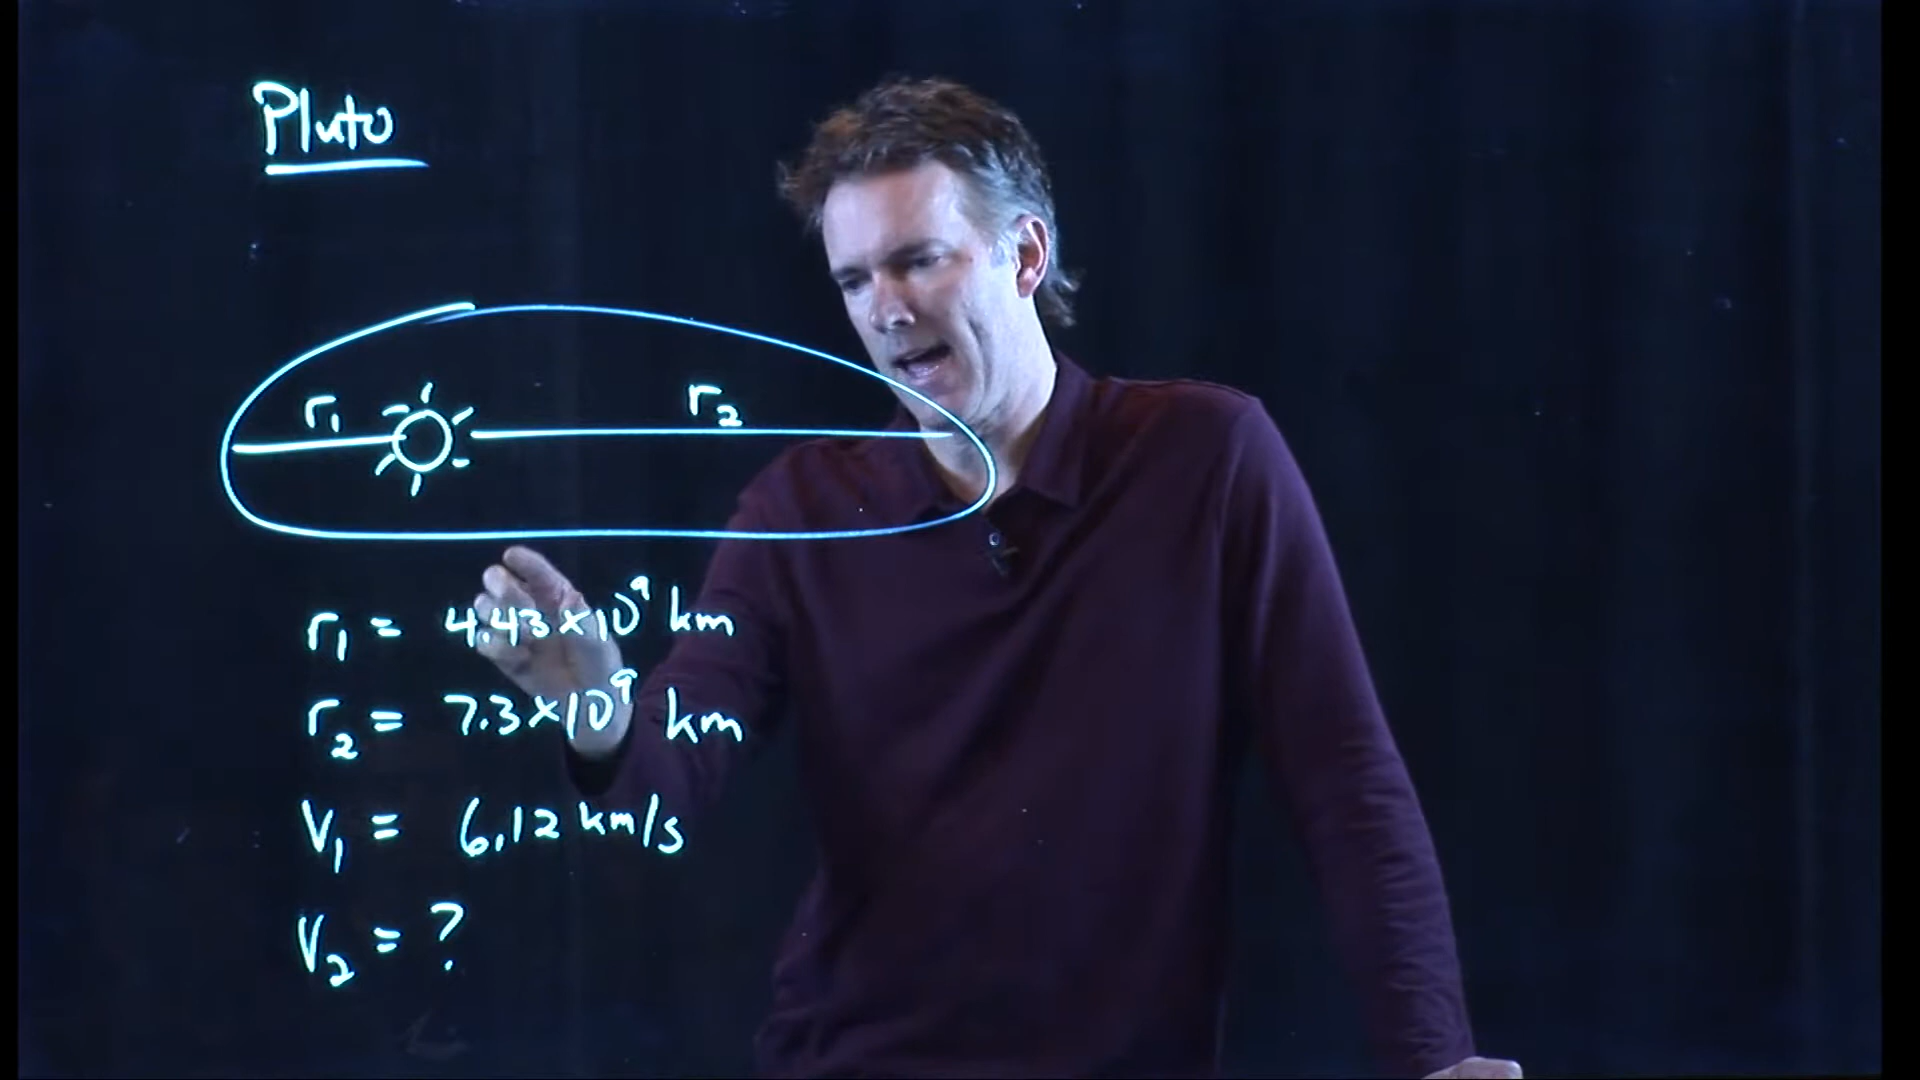 Pluto
r₁ r₂
r₁ = 4.43×10⁹ km
r₂ = 7.3×10⁹ km
V₁ = 6.12 km/s
V₂ = ?